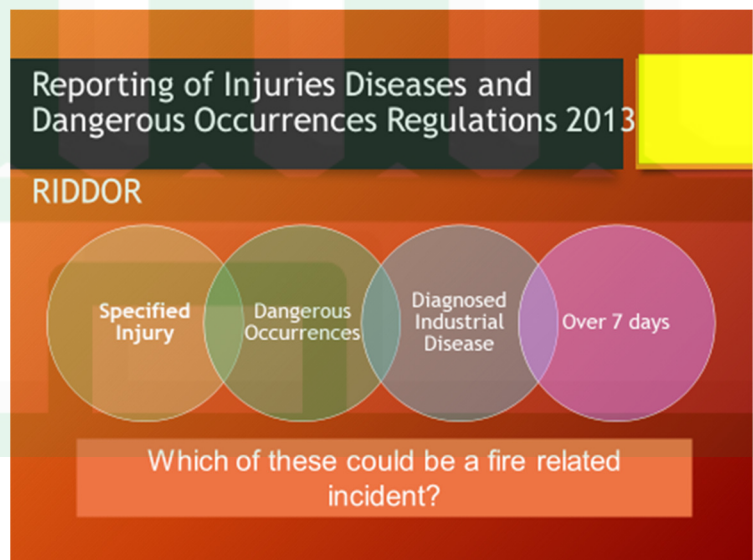 Reporting of Injuries Diseases and
Dangerous Occurrences Regulations 2013
RIDDOR
Specified
Injury
Dangerous
Occurrences
Diagnosed
Industrial
Disease
Over 7 days
Which of these could be a fire related
incident?